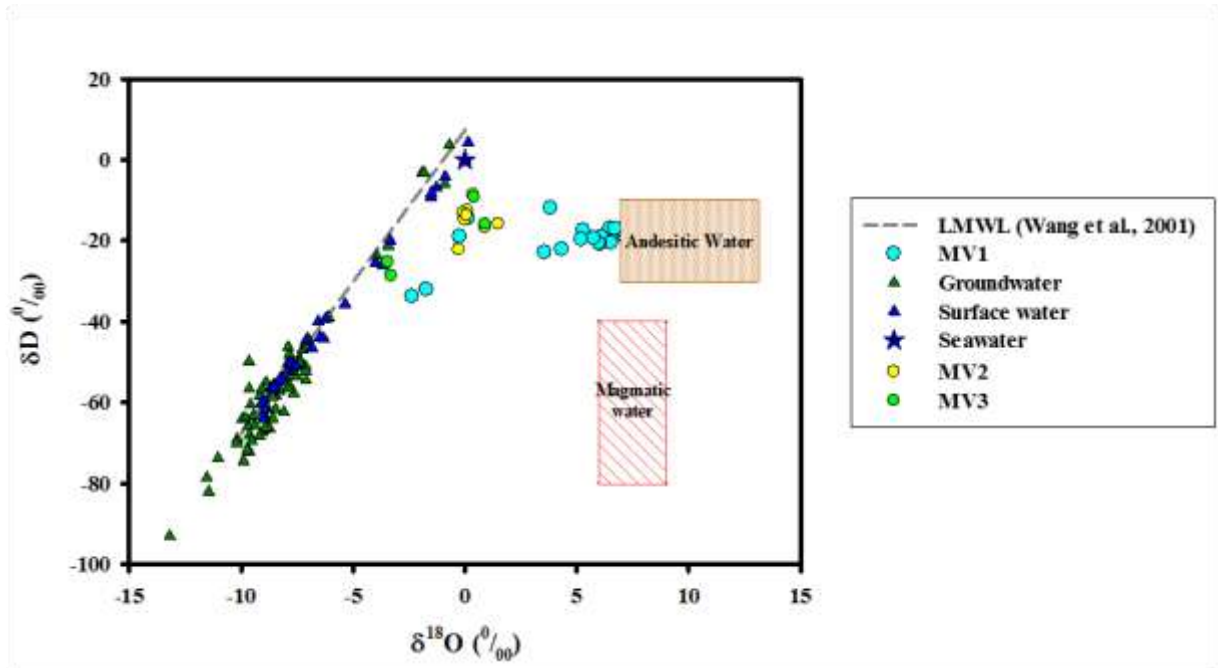 20
0
-20
-40
-60
-80
-100
-15
-10
-5
0
5
10
15
δD (⁰/₀₀)
δ¹⁸O (⁰/₀₀)
Andesitic Water
Magmatic
water
LMWL (Wang et al., 2001)
MV1
Groundwater
Surface water
Seawater
MV2
MV3